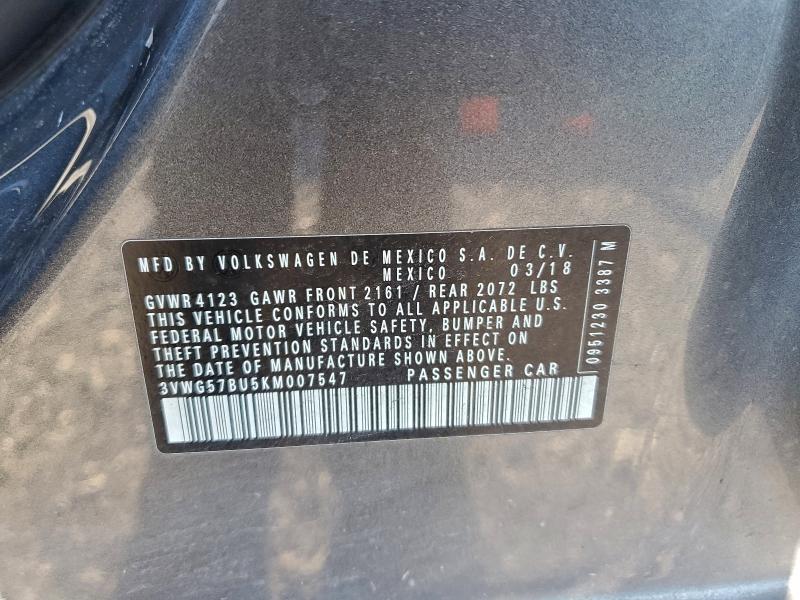 MFD BY VOLKSWAGEN DE MEXICO S.A. DE C.V.
MEXICO 03/18
GVWR 4123 GAWR FRONT 2161 / REAR 2072 LBS
THIS VEHICLE CONFORMS TO ALL APPLICABLE U.S.
FEDERAL MOTOR VEHICLE SAFETY, BUMPER AND
THEFT PREVENTION STANDARDS IN EFFECT ON
THE DATE OF MANUFACTURE SHOWN ABOVE.
3VWG57BU5KM007547 PASSENGER CAR
0951230 3387 M